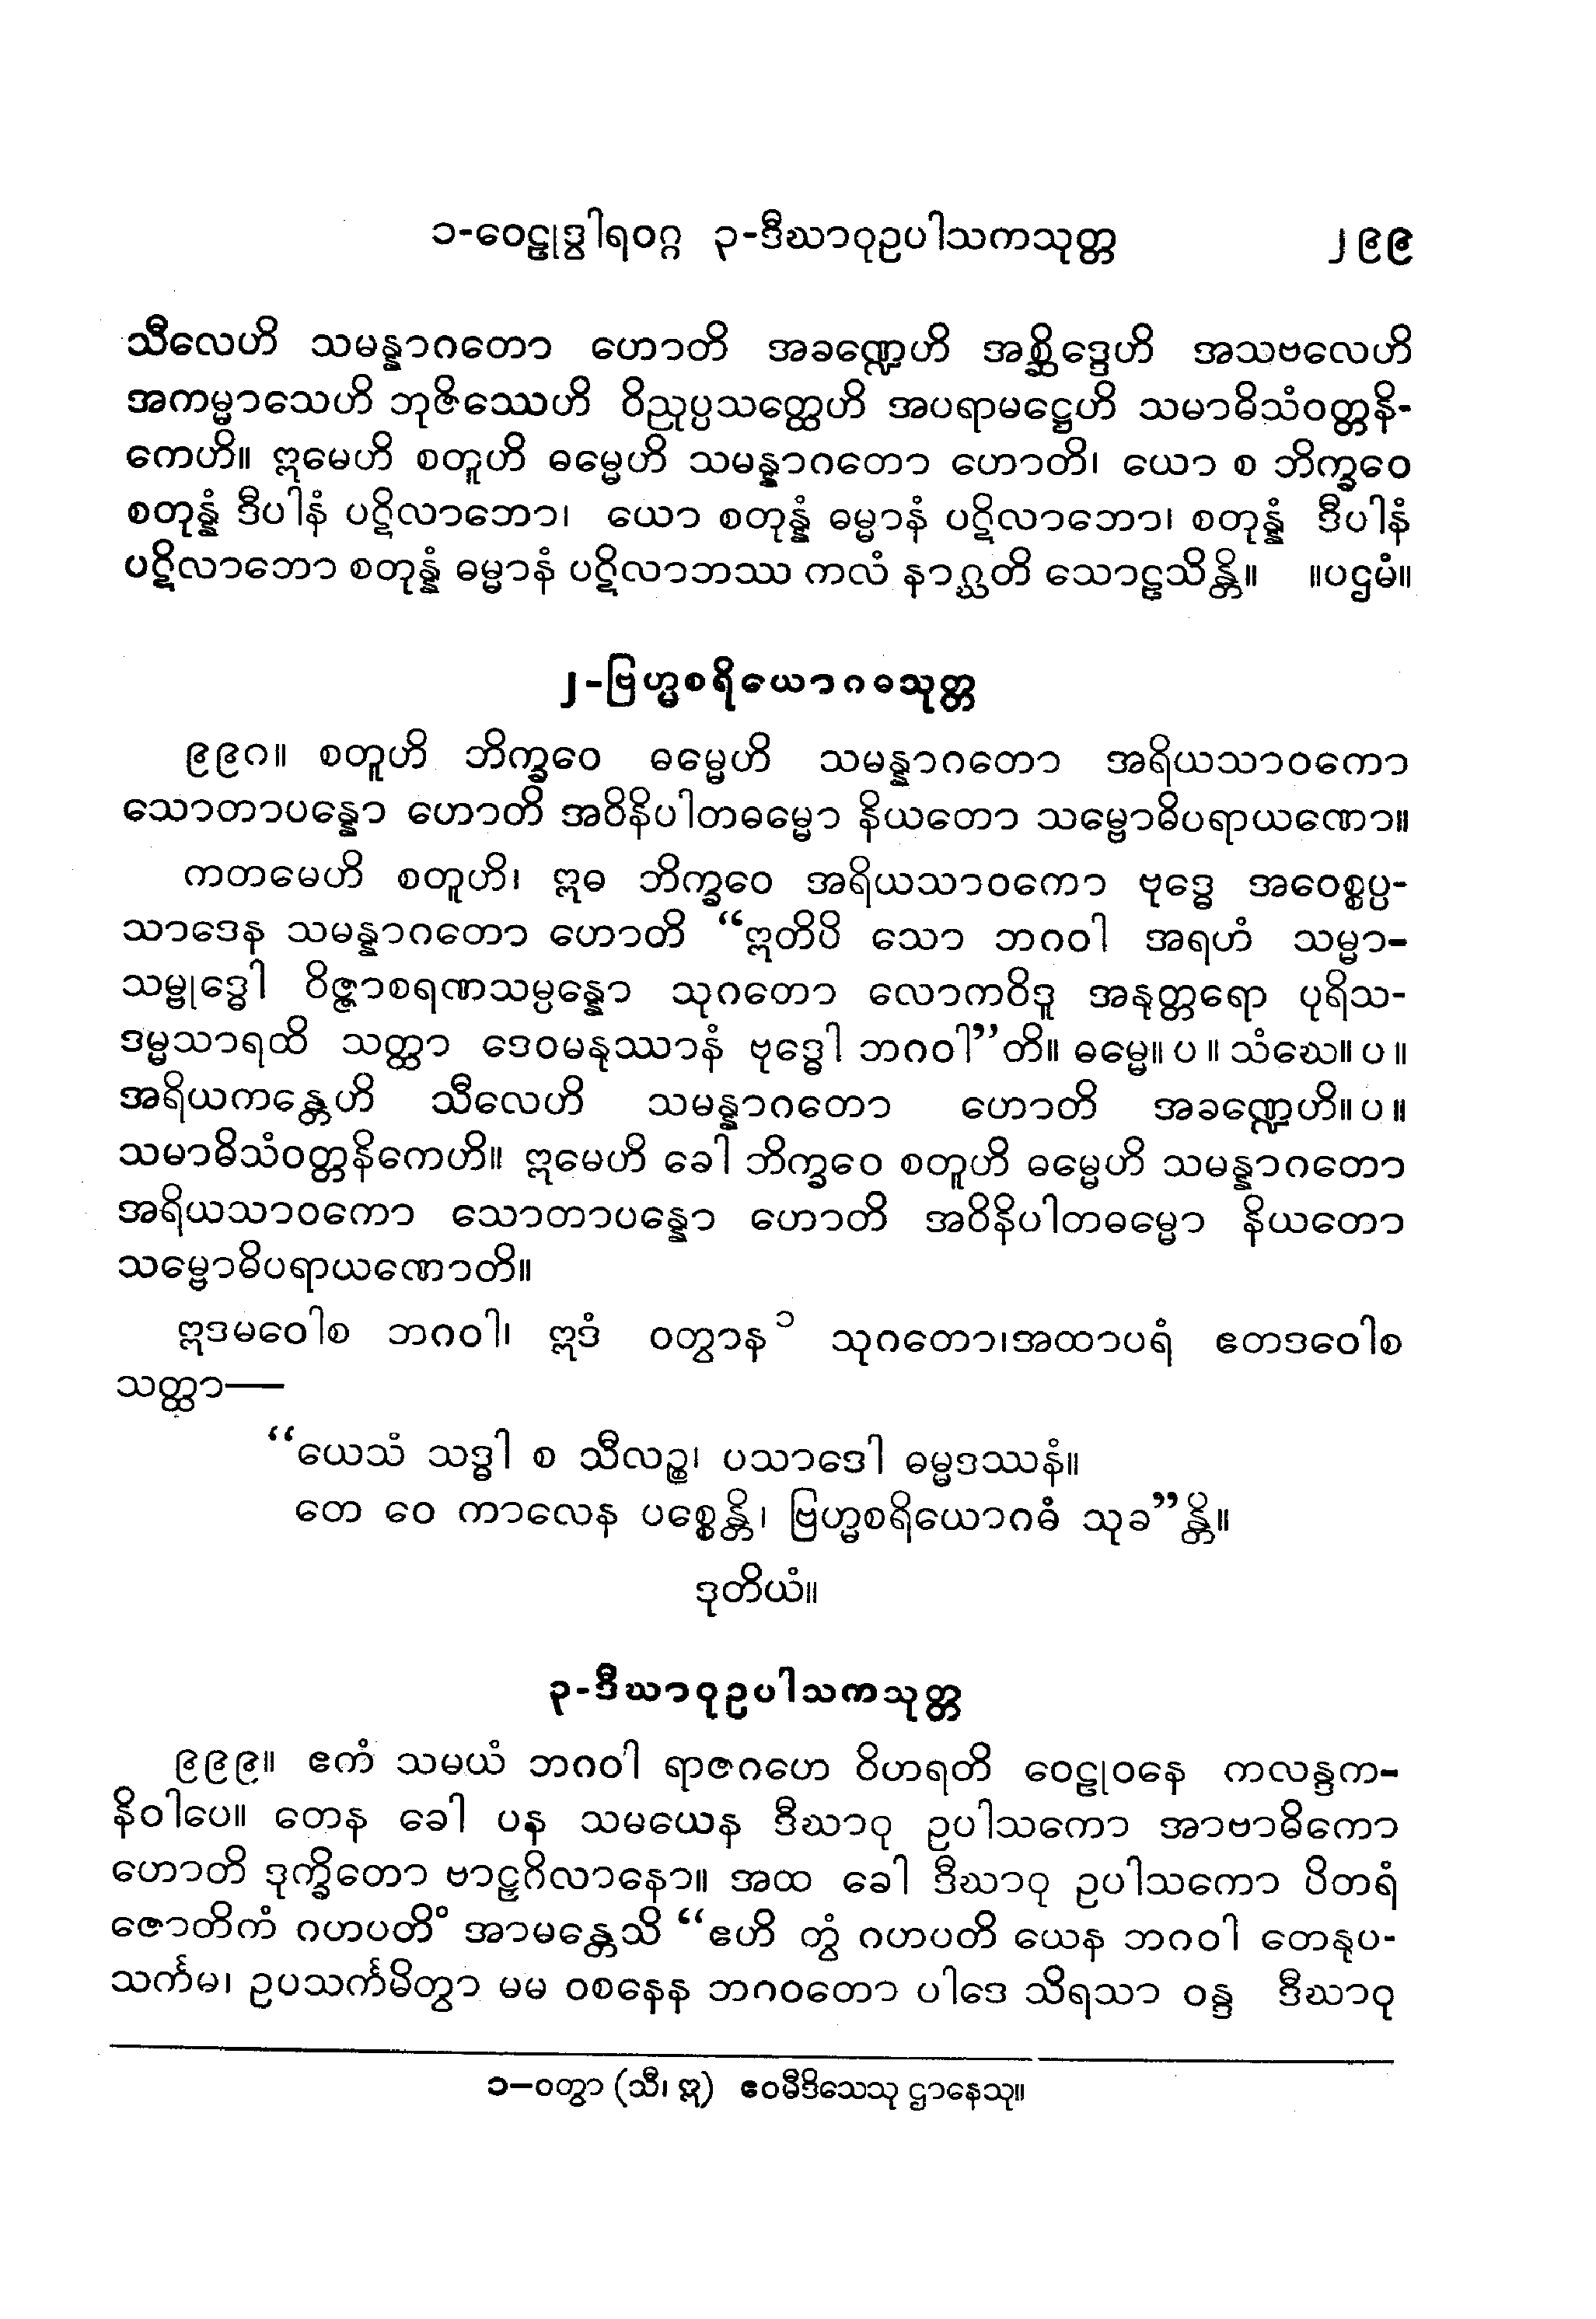 ၁-ဝေဠုဒွါရဝဂ္ဂ ၃-ဒီဃာဝုဥပါသကသုတ္တ ၂၉၉
သီလေဟိ သမန္နာဂတော ဟောတိ အခဏ္ဍေဟိ အစ္ဆိဒ္ဒေဟိ အသဗလေဟိ
အကမ္မာသေဟိ ဘုဇိဿေဟိ ဝိညုပ္ပသတ္ထေဟိ အပရာမဋ္ဌေဟိ သမာဓိသံဝတ္တနိ-
ကေဟိ။ ဣမေဟိ စတူဟိ ဓမ္မေဟိ သမန္နာဂတော ဟောတိ၊ ယော စ ဘိက္ခဝေ
စတုန္နံ ဒီပါနံ ပဋိလာဘော၊ ယော စတုန္နံ ဓမ္မာနံ ပဋိလာဘော၊ စတုန္နံ ဒီပါနံ
ပဋိလာဘော စတုန္နံ ဓမ္မာနံ ပဋိလာဘဿ ကလံ နာဂ္ဃတိ သောဠသိန္တိ။ ။ပဌမံ။
၂-ဗြဟ္မစရိယောဂဓသုတ္တ
၉၉ဂ။ စတူဟိ ဘိက္ခဝေ ဓမ္မေဟိ သမန္နာဂတော အရိယသာဝကော
သောတာပန္နော ဟောတိ အဝိနိပါတဓမ္မော နိယတော သမ္ဗောဓိပရာယဏော။
ကတမေဟိ စတူဟိ၊ ဣဓ ဘိက္ခဝေ အရိယသာဝကော ဗုဒ္ဓေ အဝေစ္စပ္ပ-
သာဒေန သမန္နာဂတော ဟောတိ “ဣတိပိ သော ဘဂဝါ အရဟံ သမ္မာ-
သမ္ဗုဒ္ဓေါ ဝိဇ္ဇာစရဏသမ္ပန္နော သုဂတော လောကဝိဒူ အနုတ္တရော ပုရိသ-
ဒမ္မသာရထိ သတ္ထာ ဒေဝမနုဿာနံ ဗုဒ္ဓေါ ဘဂဝါ”တိ။ ဓမ္မေ။ ပ ။ သံဃေ။ ပ ။
အရိယကန္တေဟိ သီလေဟိ သမန္နာဂတော ဟောတိ အခဏ္ဍေဟိ။ ပ ။
သမာဓိသံဝတ္တနိကေဟိ။ ဣမေဟိ ခေါ ဘိက္ခဝေ စတူဟိ ဓမ္မေဟိ သမန္နာဂတော
အရိယသာဝကော သောတာပန္နော ဟောတိ အဝိနိပါတဓမ္မော နိယတော
သမ္ဗောဓိပရာယဏောတိ။
ဣဒမဝေါစ ဘဂဝါ၊ ဣဒံ ဝတွာန ၁ သုဂတော၊ အထာပရံ ဧတဒဝေါစ
သတ္ထာ—
“ယေသံ သဒ္ဓါ စ သီလဉ္စ၊ ပသာဒေါ ဓမ္မဒဿနံ။
တေ ဝေ ကာလေန ပစ္စေန္တိ၊ ဗြဟ္မစရိယောဂဓံ သုခ”န္တိ။
ဒုတိယံ။
၃-ဒီဃာဝုဥပါသကသုတ္တ
၉၉၉။ ဧကံ သမယံ ဘဂဝါ ရာဇဂဟေ ဝိဟရတိ ဝေဠုဝနေ ကလန္ဒက-
နိဝါပေ။ တေန ခေါ ပန သမယေန ဒီဃာဝု ဥပါသကော အာဗာဓိကော
ဟောတိ ဒုက္ခိတော ဗာဠှဂိလာနော။ အထ ခေါ ဒီဃာဝု ဥပါသကော ပိတရံ
ဇောတိကံ ဂဟပတိံ အာမန္တေသိ “ဧဟိ တွံ ဂဟပတိ ယေန ဘဂဝါ တေနုပ-
သင်္ကမ၊ ဥပသင်္ကမိတွာ မမ ဝစနေန ဘဂဝတော ပါဒေ သိရသာ ဝန္ဒ ဒီဃာဝု
၁—ဝတွာ (သီ၊ ဣ) ဧဝမီဒိသေသု ဌာနေသု။